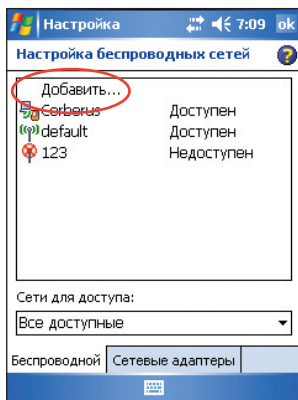 Настройка 7:09 ok
Настройка беспроводных сетей ?
Добавить...
Cerberus Доступен
default Доступен
123 Недоступен
Сети для доступа:
Все доступные
Беспроводной Сетевые адаптеры